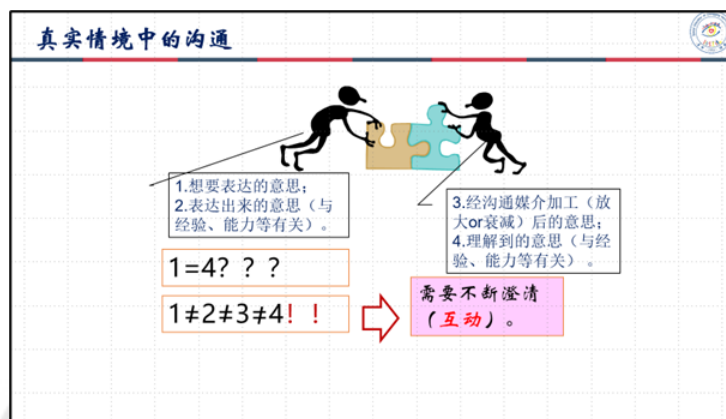 真实情境中的沟通
1.想要表达的意思；
2.表达出来的意思（与
经验、能力等有关）。
3.经沟通媒介加工（放
大or衰减）后的意思；
4.理解到的意思（与经
验、能力等有关）。
1=4？？？
1≠2≠3≠4！！
需要不断澄清
（互动）。